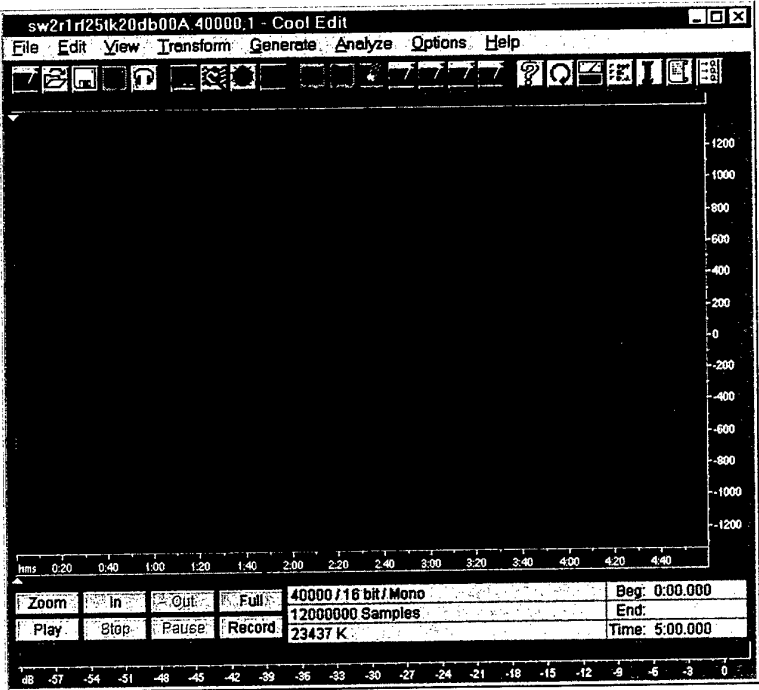 sw2r1rf25tk20db00A.40000,1 - Cool Edit
File Edit View Transform Generate Analyze Options Help
1200
1000
800
600
400
200
0
-200
-400
-600
-800
-1000
-1200
hms 0:20 0:40 1:00 1:20 1:40 2:00 2:20 2:40 3:00 3:20 3:40 4:00 4:20 4:40
Zoom In Out Full 40000 / 16 bit / Mono Beg: 0:00.000
12000000 Samples End:
Play Stop Pause Record 23437 K Time: 5:00.000
dB -57 -54 -51 -48 -45 -42 -39 -36 -33 -30 -27 -24 -21 -18 -15 -12 -9 -6 -3 0